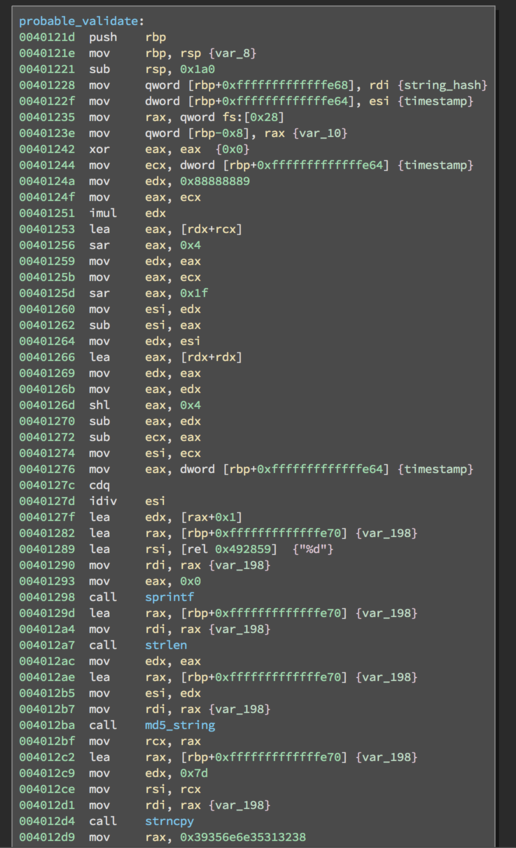 probable_validate:
0040121d push rbp
0040121e mov rbp, rsp {var_8}
00401221 sub rsp, 0x1a0
00401228 mov qword [rbp+0xfffffffffffffe68], rdi {string_hash}
0040122f mov dword [rbp+0xfffffffffffffe64], esi {timestamp}
00401235 mov rax, qword fs:[0x28]
0040123e mov qword [rbp-0x8], rax {var_10}
00401242 xor eax, eax {0x0}
00401244 mov ecx, dword [rbp+0xfffffffffffffe64] {timestamp}
0040124a mov edx, 0x88888889
0040124f mov eax, ecx
00401251 imul edx
00401253 lea eax, [rdx+rcx]
00401256 sar eax, 0x4
00401259 mov edx, eax
0040125b mov eax, ecx
0040125d sar eax, 0x1f
00401260 mov esi, edx
00401262 sub esi, eax
00401264 mov edx, esi
00401266 lea eax, [rdx+rdx]
00401269 mov edx, eax
0040126b mov eax, edx
0040126d shl eax, 0x4
00401270 sub eax, edx
00401272 sub ecx, eax
00401274 mov esi, ecx
00401276 mov eax, dword [rbp+0xfffffffffffffe64] {timestamp}
0040127c cdq
0040127d idiv esi
0040127f lea edx, [rax+0x1]
00401282 lea rax, [rbp+0xfffffffffffffe70] {var_198}
00401289 lea rsi, [rel 0x492859] {"%d"}
00401290 mov rdi, rax {var_198}
00401293 mov eax, 0x0
00401298 call sprintf
0040129d lea rax, [rbp+0xfffffffffffffe70] {var_198}
004012a4 mov rdi, rax {var_198}
004012a7 call strlen
004012ac mov edx, eax
004012ae lea rax, [rbp+0xfffffffffffffe70] {var_198}
004012b5 mov esi, edx
004012b7 mov rdi, rax {var_198}
004012ba call md5_string
004012bf mov rcx, rax
004012c2 lea rax, [rbp+0xfffffffffffffe70] {var_198}
004012c9 mov edx, 0x7d
004012ce mov rsi, rcx
004012d1 mov rdi, rax {var_198}
004012d4 call strncpy
004012d9 mov rax, 0x39356e6e35313238